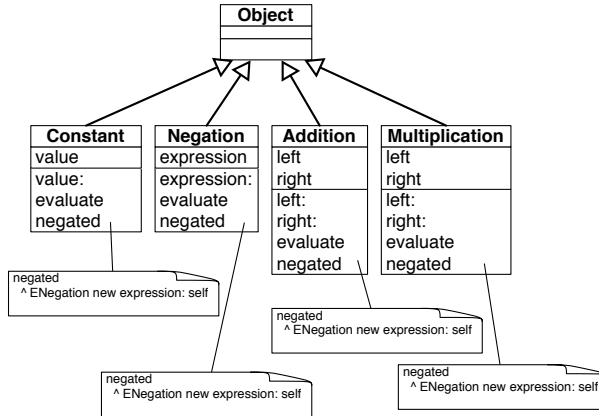 Object
Constant
value
value:
evaluate
negated
Negation
expression
expression:
evaluate
negated
Addition
left
right
left:
right:
evaluate
negated
Multiplication
left
right
left:
right:
evaluate
negated
negated
^ ENegation new expression: self
negated
^ ENegation new expression: self
negated
^ ENegation new expression: self
negated
^ ENegation new expression: self